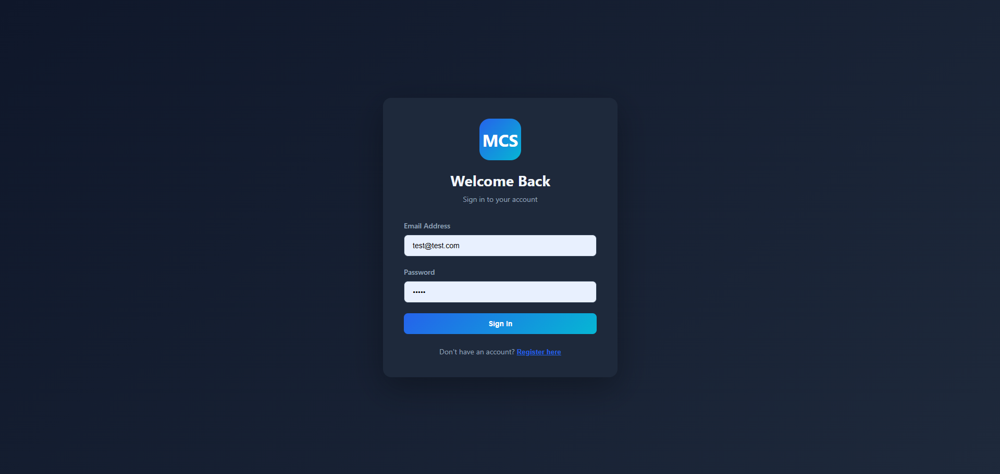 MCS
Welcome Back
Sign in to your account
Email Address
test@test.com
Password
•••••
Sign In
Don't have an account? Register here